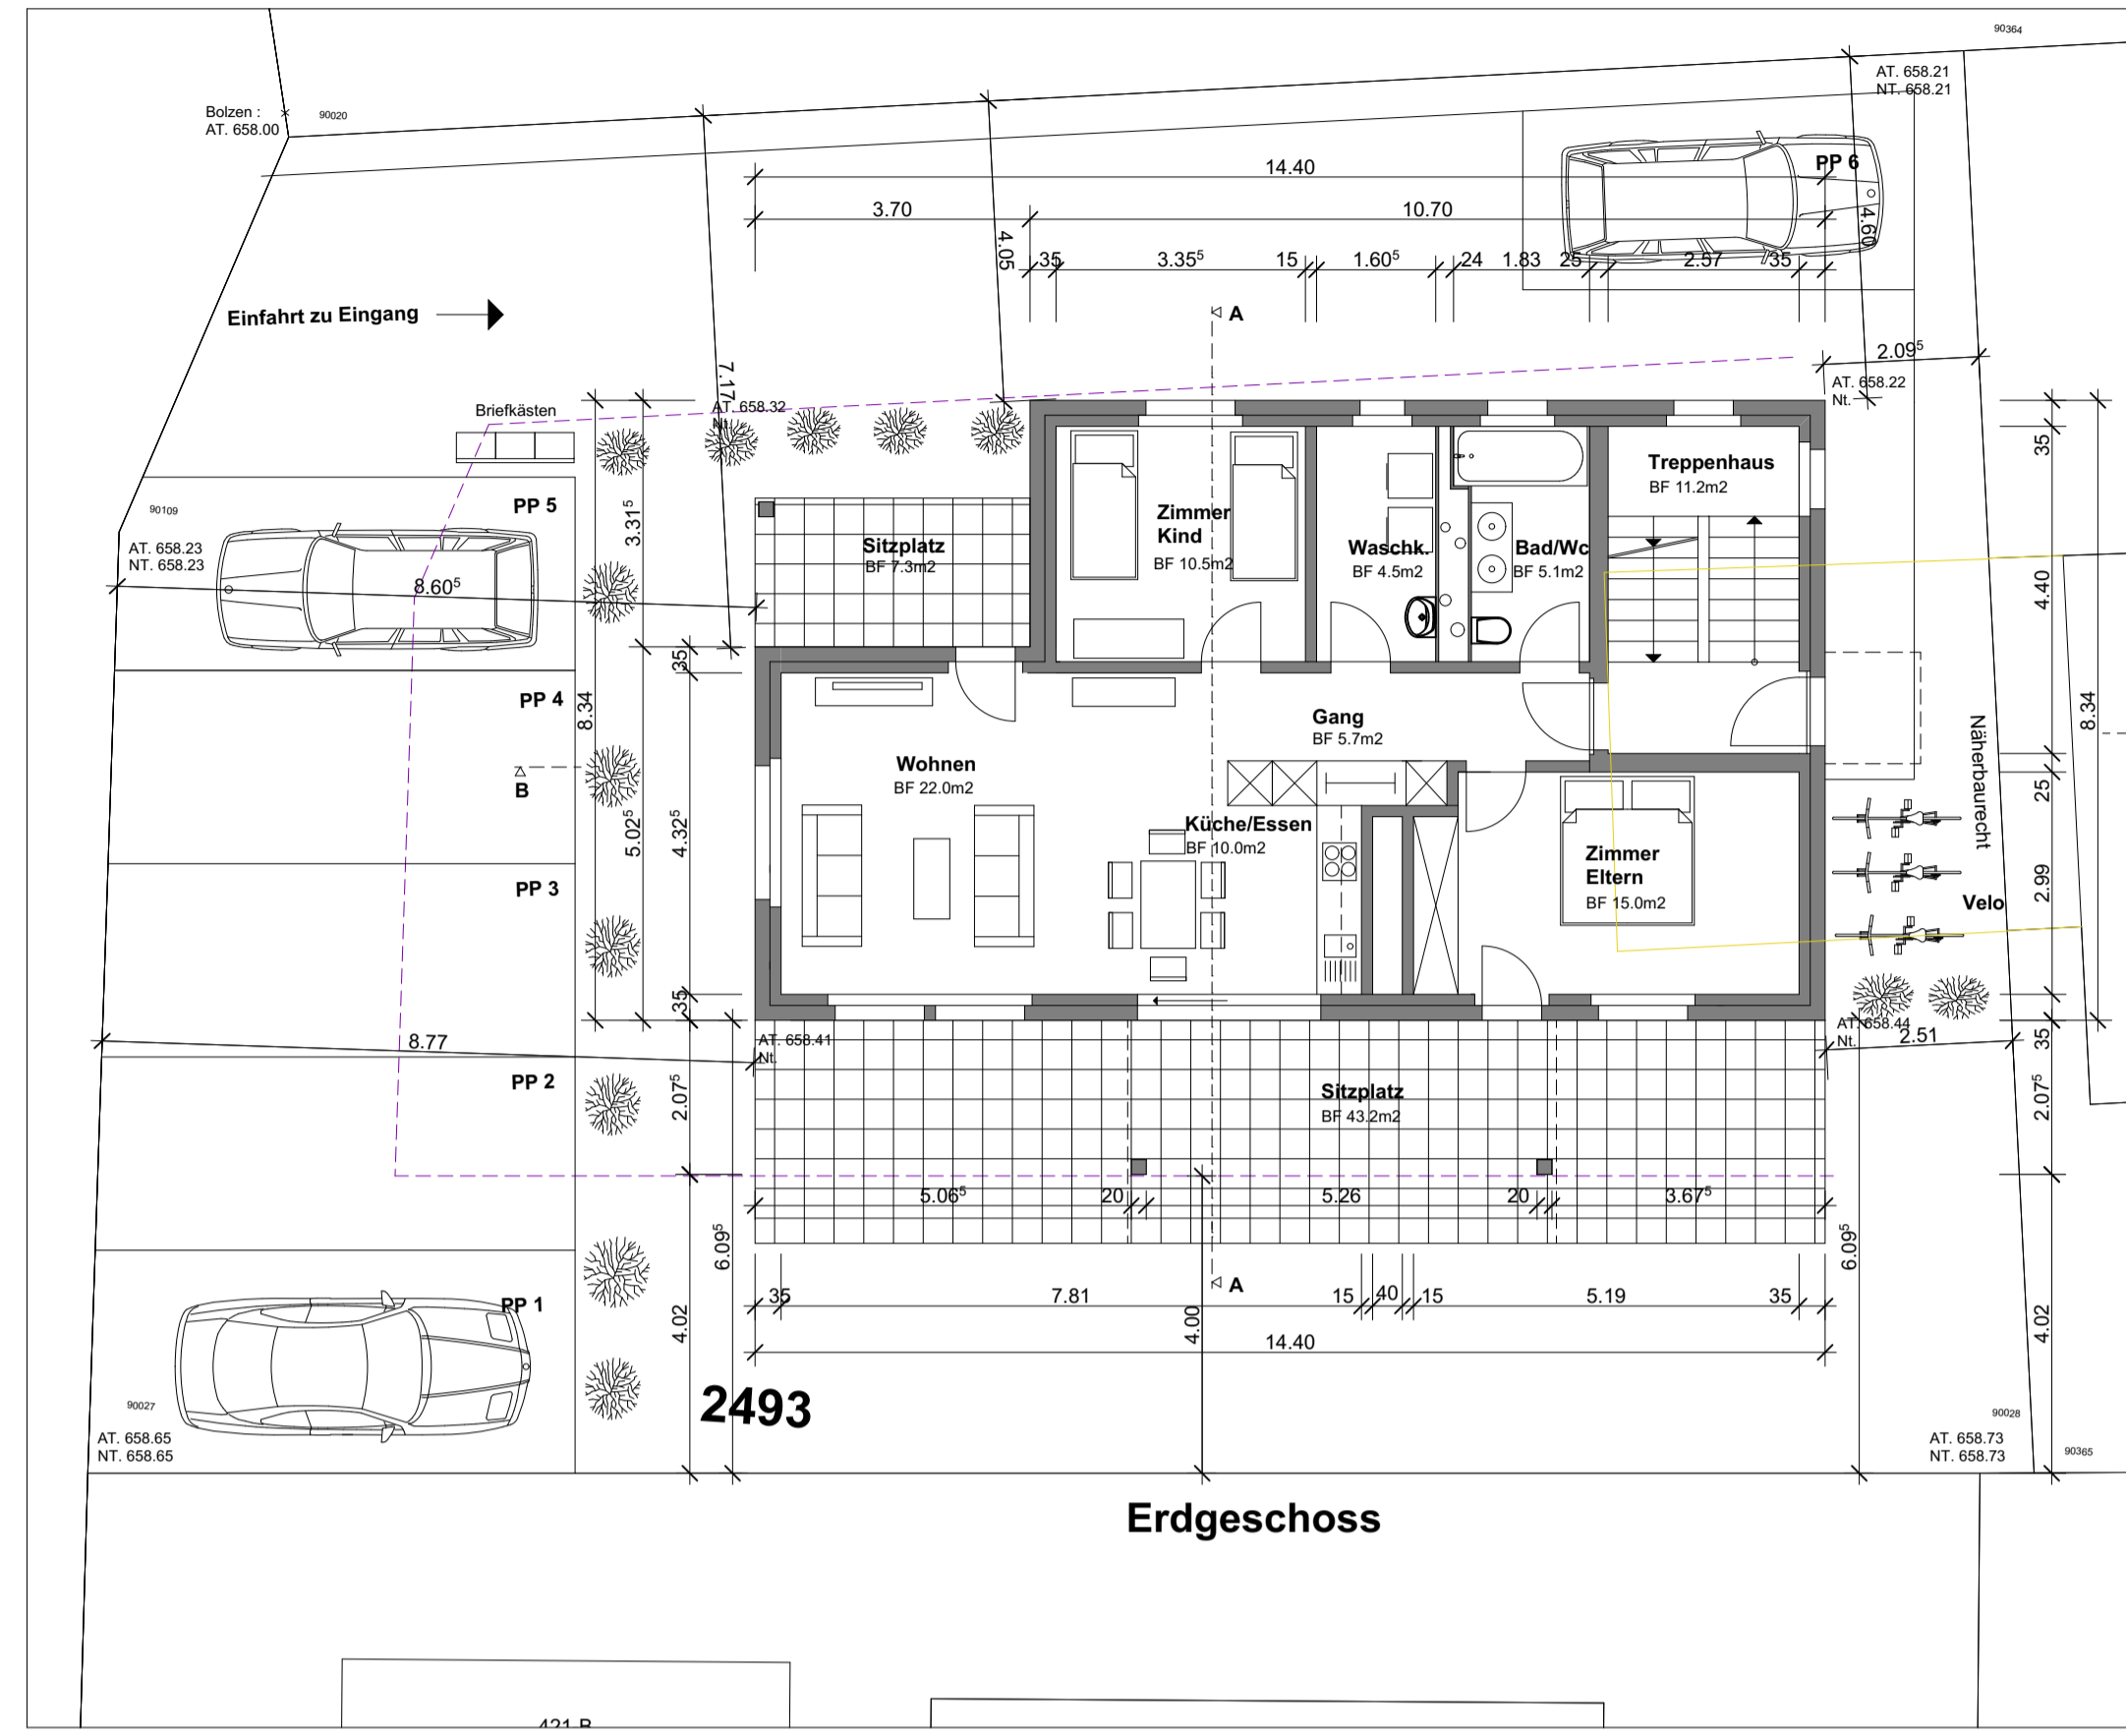 90364
AT. 658.21
NT. 658.21
Bolzen :
AT. 658.00
90020
PP 6
14.40
3.70
10.70
4.05
4.60
35
3.35⁵
15
1.60⁵
24
1.83
25
2.57
35
Einfahrt zu Eingang
A
2.09⁵
7.17
AT. 658.22
Nt.
AT. 658.32
Nt.
Briefkästen
35
Treppenhaus
BF 11.2m2
PP 5
90109
3.31⁵
Zimmer
Kind
BF 10.5m2
Sitzplatz
BF 7.3m2
Waschk.
BF 4.5m2
Bad/Wc
BF 5.1m2
AT. 658.23
NT. 658.23
8.60⁵
4.40
35
PP 4
8.34
8.34
Gang
BF 5.7m2
Näherbaurecht
Wohnen
BF 22.0m2
B
25
5.02⁵
4.32⁵
Küche/Essen
BF 10.0m2
Zimmer
Eltern
BF 15.0m2
PP 3
2.99
Velo
35
AT. 658.44
Nt.
2.51
35
8.77
AT. 658.41
Nt.
PP 2
2.07⁵
2.07⁵
Sitzplatz
BF 43.2m2
5.06⁵
20
5.26
20
3.67⁵
6.09⁵
6.09⁵
A
PP 1
35
7.81
15
40
15
5.19
35
4.02
4.00
4.02
14.40
2493
90027
AT. 658.65
NT. 658.65
90028
AT. 658.73
NT. 658.73
90365
Erdgeschoss
421 B